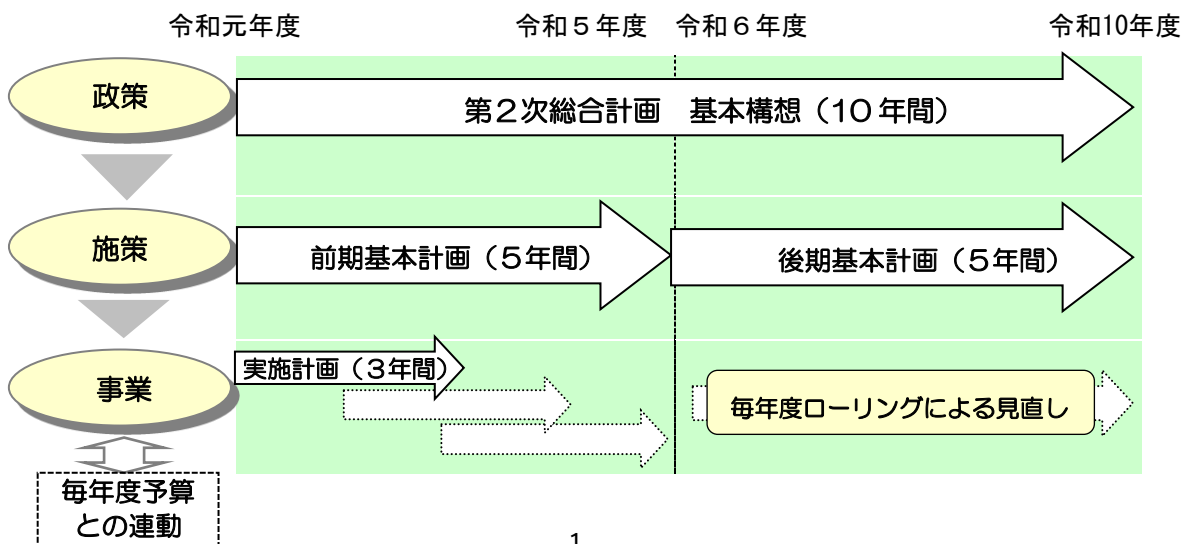 令和元年度 令和５年度 令和６年度 令和10年度
政策
第２次総合計画　基本構想（10 年間）
施策
前期基本計画（５年間）
後期基本計画（５年間）
事業
実施計画（３年間）
毎年度ローリングによる見直し
毎年度予算
との連動
1